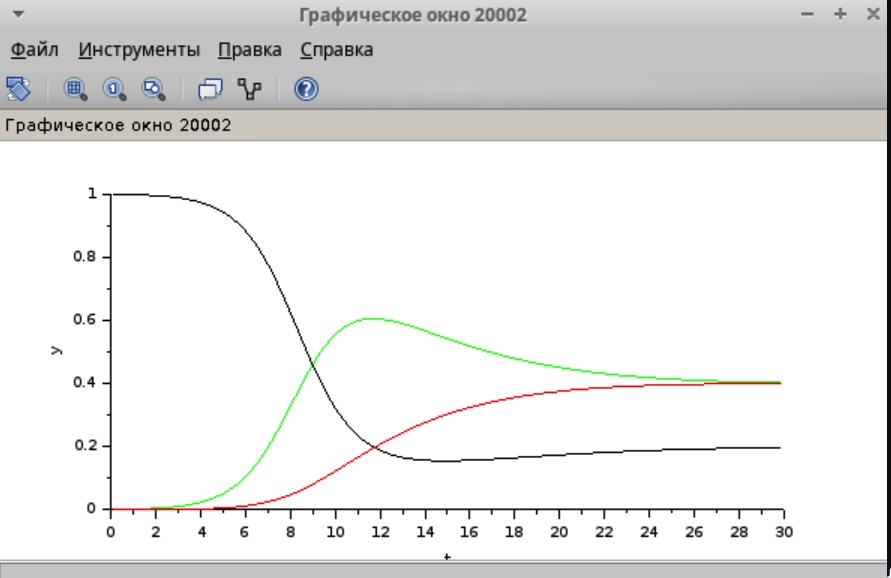 Графическое окно 20002
Файл Инструменты Правка Справка
Графическое окно 20002
1
0.8
0.6
y
0.4
0.2
0
0 2 4 6 8 10 12 14 16 18 20 22 24 26 28 30